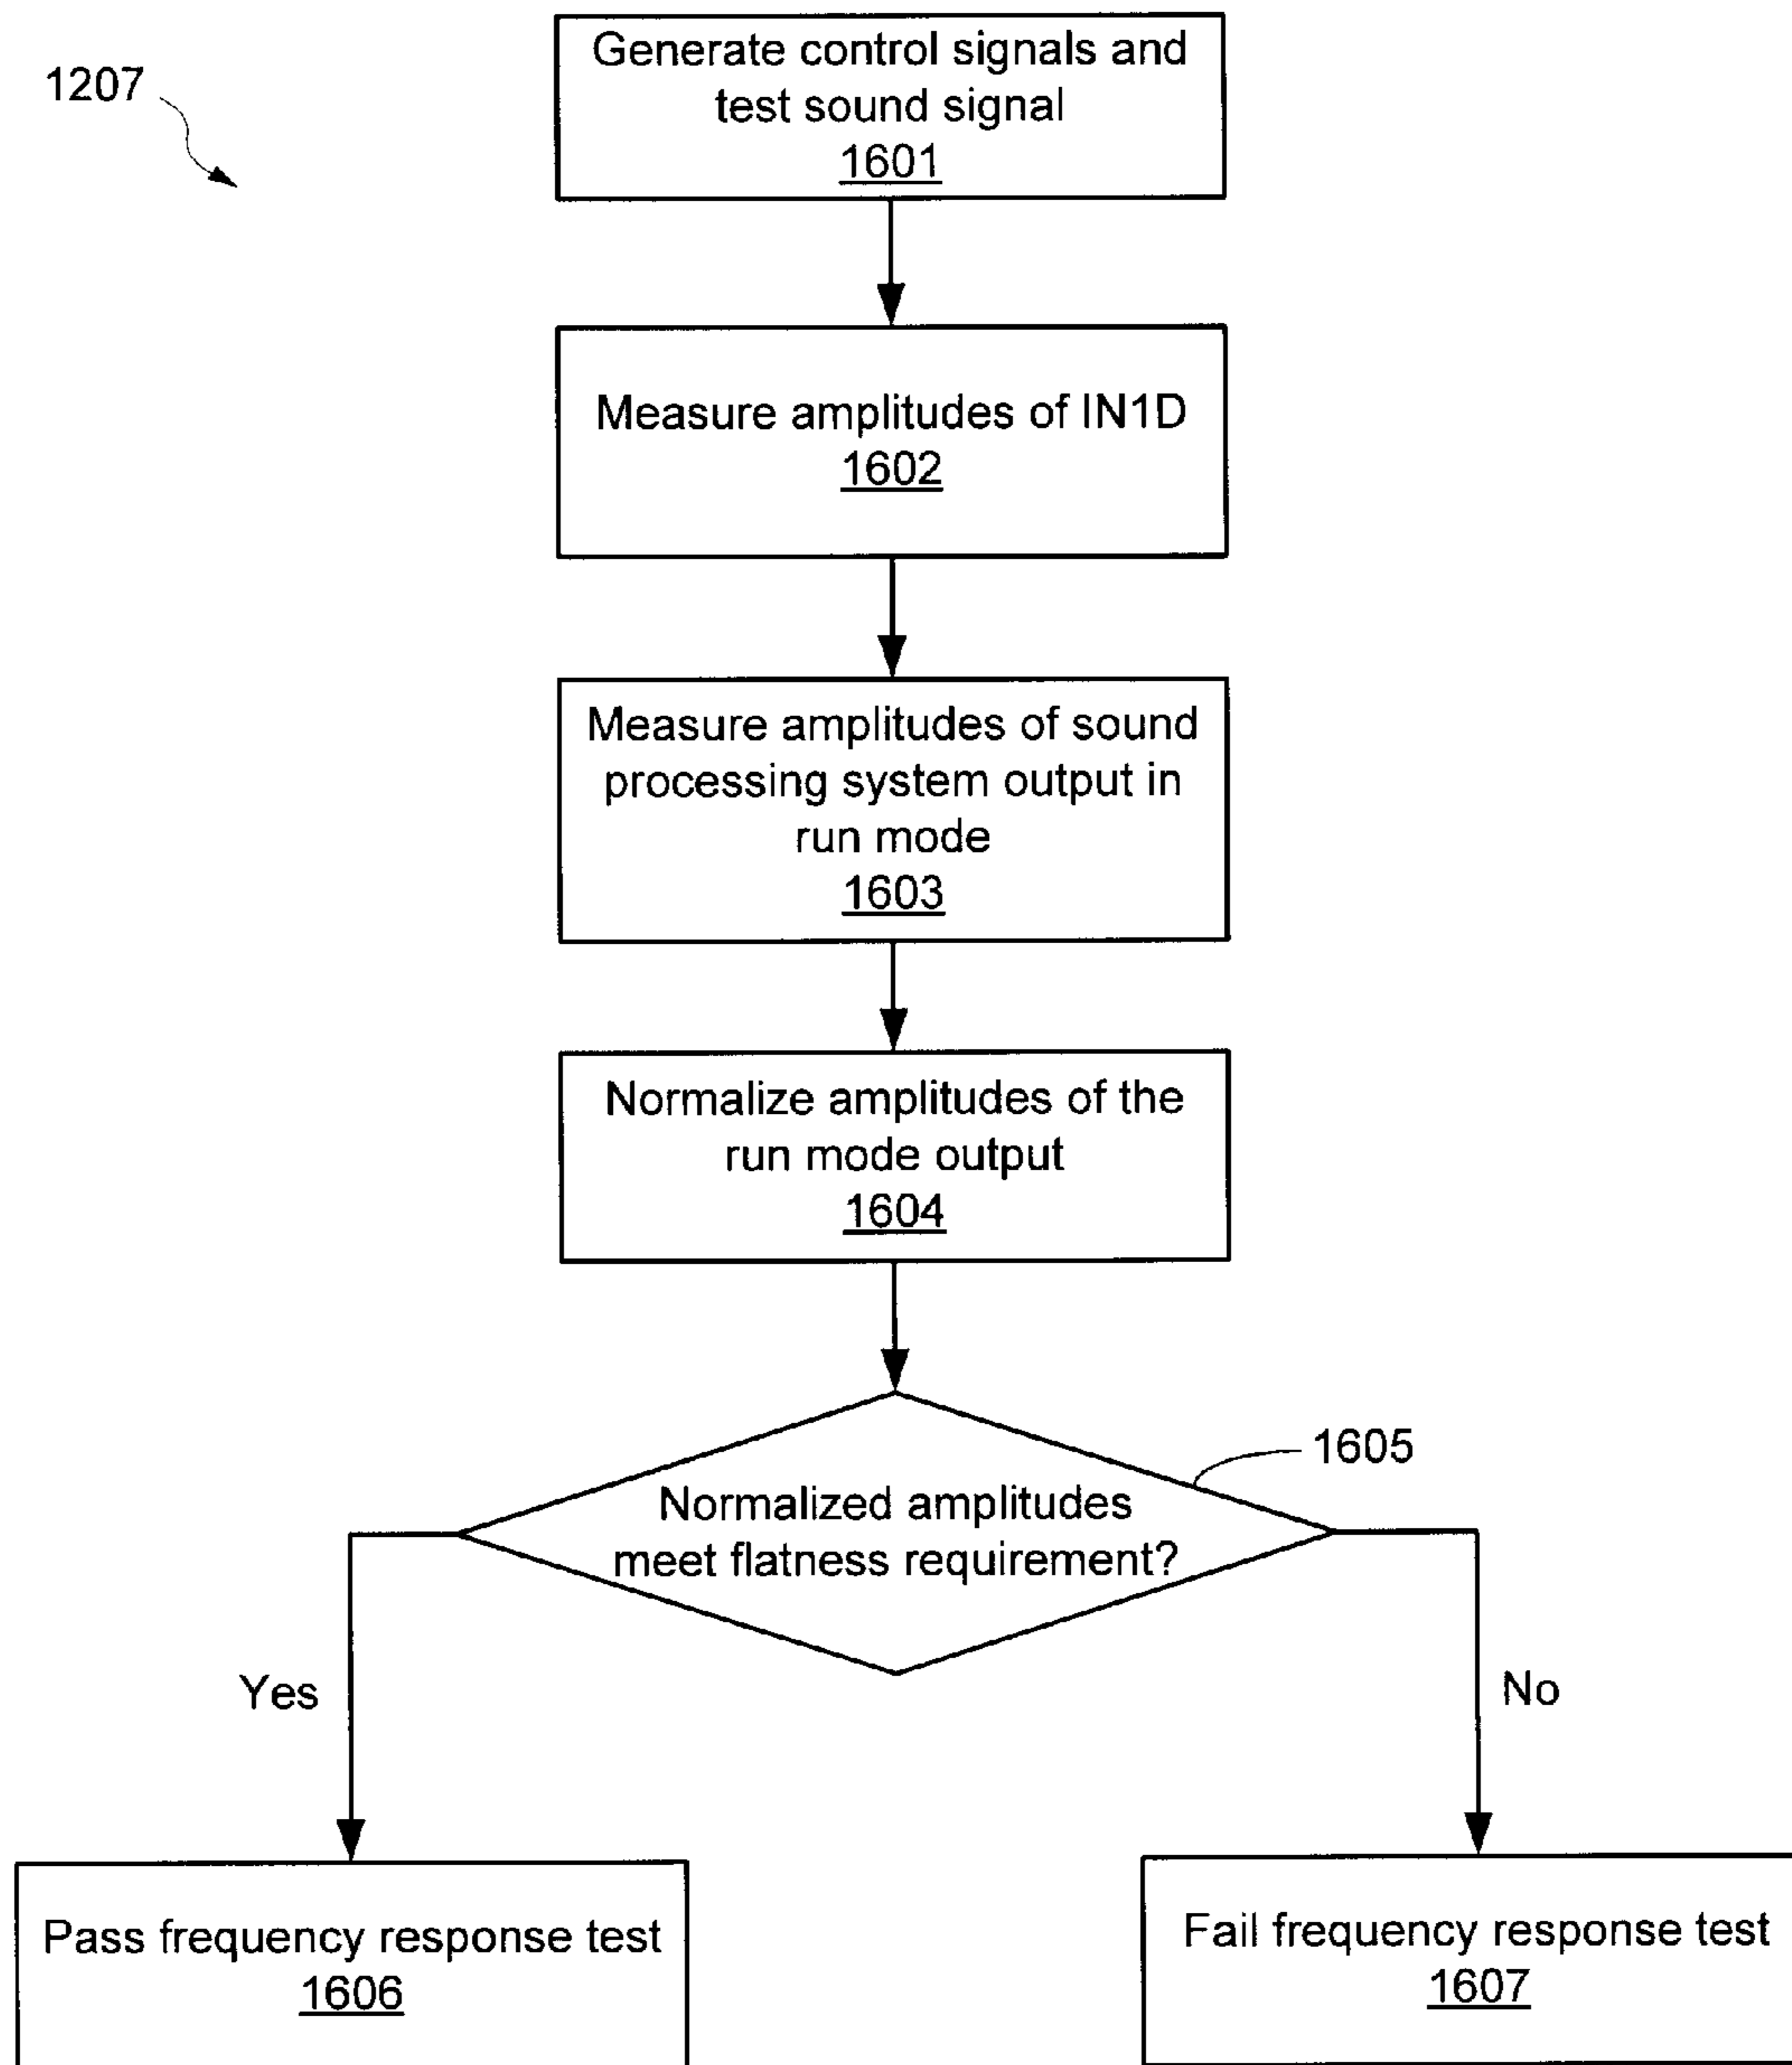 1207
Generate control signals and
test sound signal
1601
Measure amplitudes of IN1D
1602
Measure amplitudes of sound
processing system output in
run mode
1603
Normalize amplitudes of the
run mode output
1604
1605
Normalized amplitudes
meet flatness requirement?
Yes
No
Pass frequency response test
1606
Fail frequency response test
1607